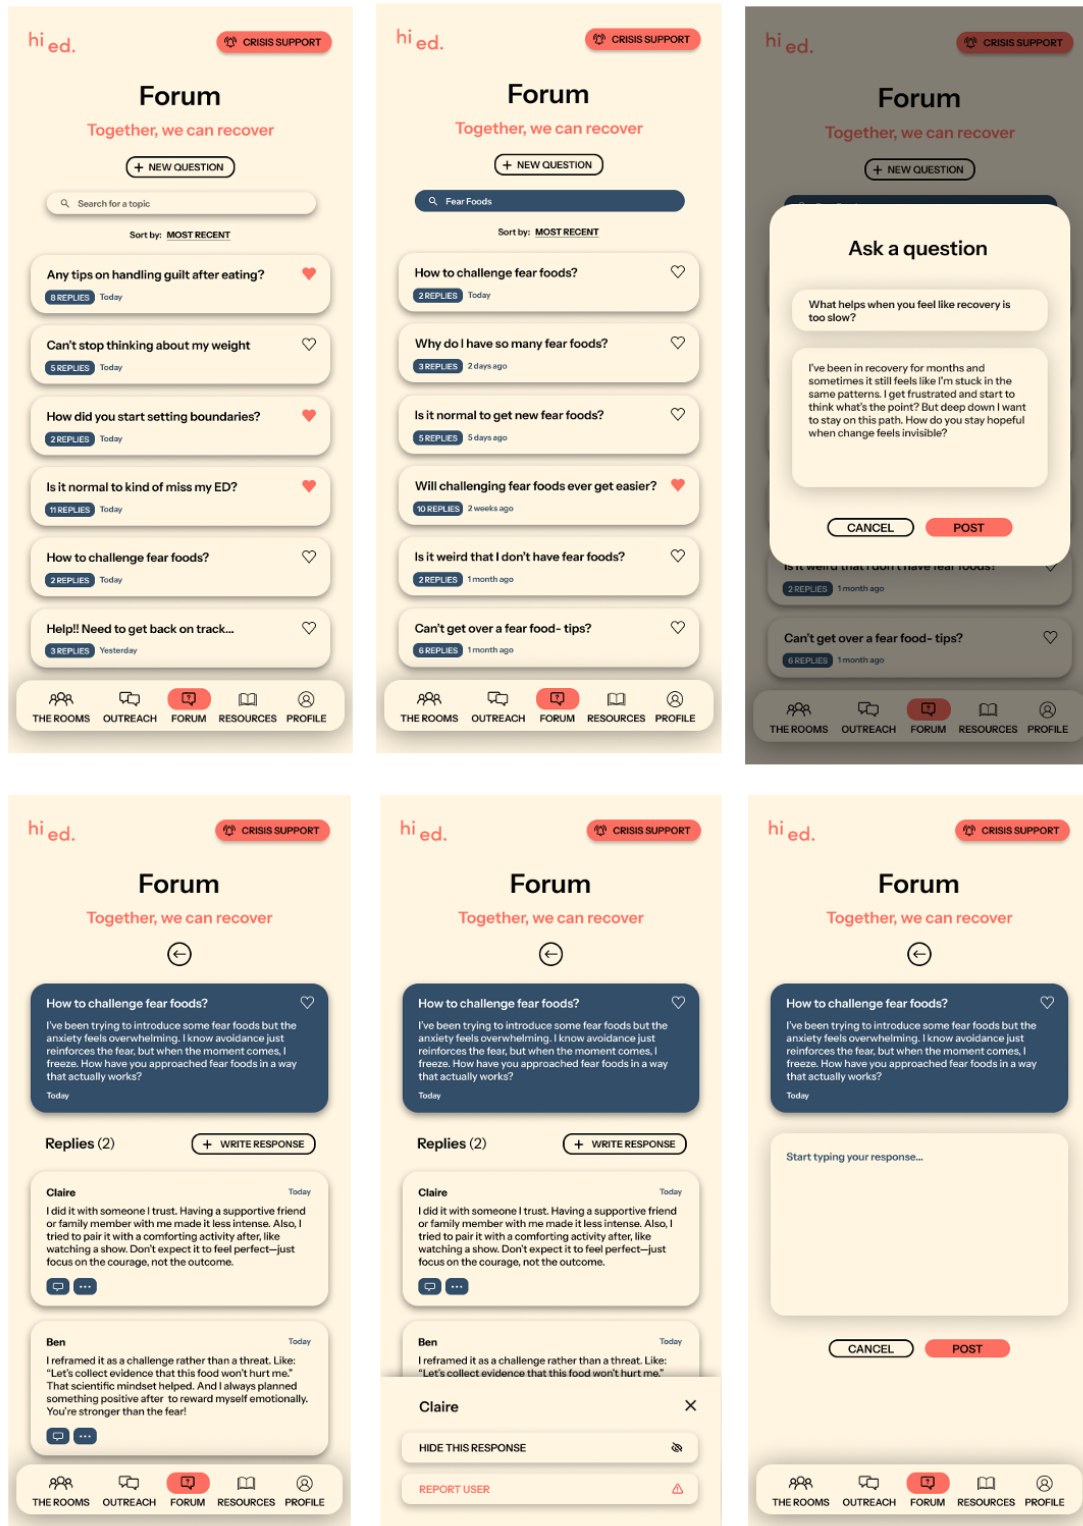 hi ed.
CRISIS SUPPORT
Forum
Together, we can recover
+ NEW QUESTION
Search for a topic
Sort by: MOST RECENT
Any tips on handling guilt after eating?
8 REPLIES Today
Can't stop thinking about my weight
5 REPLIES Today
How did you start setting boundaries?
2 REPLIES Today
Is it normal to kind of miss my ED?
11 REPLIES Today
How to challenge fear foods?
2 REPLIES Today
Help!! Need to get back on track...
3 REPLIES Yesterday
THE ROOMS OUTREACH FORUM RESOURCES PROFILE
hi ed.
CRISIS SUPPORT
Forum
Together, we can recover
+ NEW QUESTION
Fear Foods
Sort by: MOST RECENT
How to challenge fear foods?
2 REPLIES Today
Why do I have so many fear foods?
3 REPLIES 2 days ago
Is it normal to get new fear foods?
5 REPLIES 5 days ago
Will challenging fear foods ever get easier?
10 REPLIES 2 weeks ago
Is it weird that I don't have fear foods?
2 REPLIES 1 month ago
Can't get over a fear food- tips?
6 REPLIES 1 month ago
THE ROOMS OUTREACH FORUM RESOURCES PROFILE
hi ed.
CRISIS SUPPORT
Forum
Together, we can recover
+ NEW QUESTION
Ask a question
What helps when you feel like recovery is
too slow?
I've been in recovery for months and
sometimes it still feels like I'm stuck in the
same patterns. I get frustrated and start to
think what's the point? But deep down I want
to stay on this path. How do you stay hopeful
when change feels invisible?
CANCEL POST
Is it weird that I don't have fear foods?
2 REPLIES 1 month ago
Can't get over a fear food- tips?
6 REPLIES 1 month ago
THE ROOMS OUTREACH FORUM RESOURCES PROFILE
hi ed.
CRISIS SUPPORT
Forum
Together, we can recover
How to challenge fear foods?
I've been trying to introduce some fear foods but the
anxiety feels overwhelming. I know avoidance just
reinforces the fear, but when the moment comes, I
freeze. How have you approached fear foods in a way
that actually works?
Today
Replies (2)
+ WRITE RESPONSE
Claire Today
I did it with someone I trust. Having a supportive friend
or family member with me made it less intense. Also, I
tried to pair it with a comforting activity after, like
watching a show. Don't expect it to feel perfect—just
focus on the courage, not the outcome.
Ben Today
I reframed it as a challenge rather than a threat. Like:
"Let's collect evidence that this food won't hurt me."
That scientific mindset helped. And I always planned
something positive after to reward myself emotionally.
You're stronger than the fear!
THE ROOMS OUTREACH FORUM RESOURCES PROFILE
hi ed.
CRISIS SUPPORT
Forum
Together, we can recover
How to challenge fear foods?
I've been trying to introduce some fear foods but the
anxiety feels overwhelming. I know avoidance just
reinforces the fear, but when the moment comes, I
freeze. How have you approached fear foods in a way
that actually works?
Today
Replies (2)
+ WRITE RESPONSE
Claire Today
I did it with someone I trust. Having a supportive friend
or family member with me made it less intense. Also, I
tried to pair it with a comforting activity after, like
watching a show. Don't expect it to feel perfect—just
focus on the courage, not the outcome.
Ben Today
I reframed it as a challenge rather than a threat. Like:
"Let's collect evidence that this food won't hurt me."
Claire
HIDE THIS RESPONSE
REPORT USER
hi ed.
CRISIS SUPPORT
Forum
Together, we can recover
How to challenge fear foods?
I've been trying to introduce some fear foods but the
anxiety feels overwhelming. I know avoidance just
reinforces the fear, but when the moment comes, I
freeze. How have you approached fear foods in a way
that actually works?
Today
Start typing your response...
CANCEL POST
THE ROOMS OUTREACH FORUM RESOURCES PROFILE